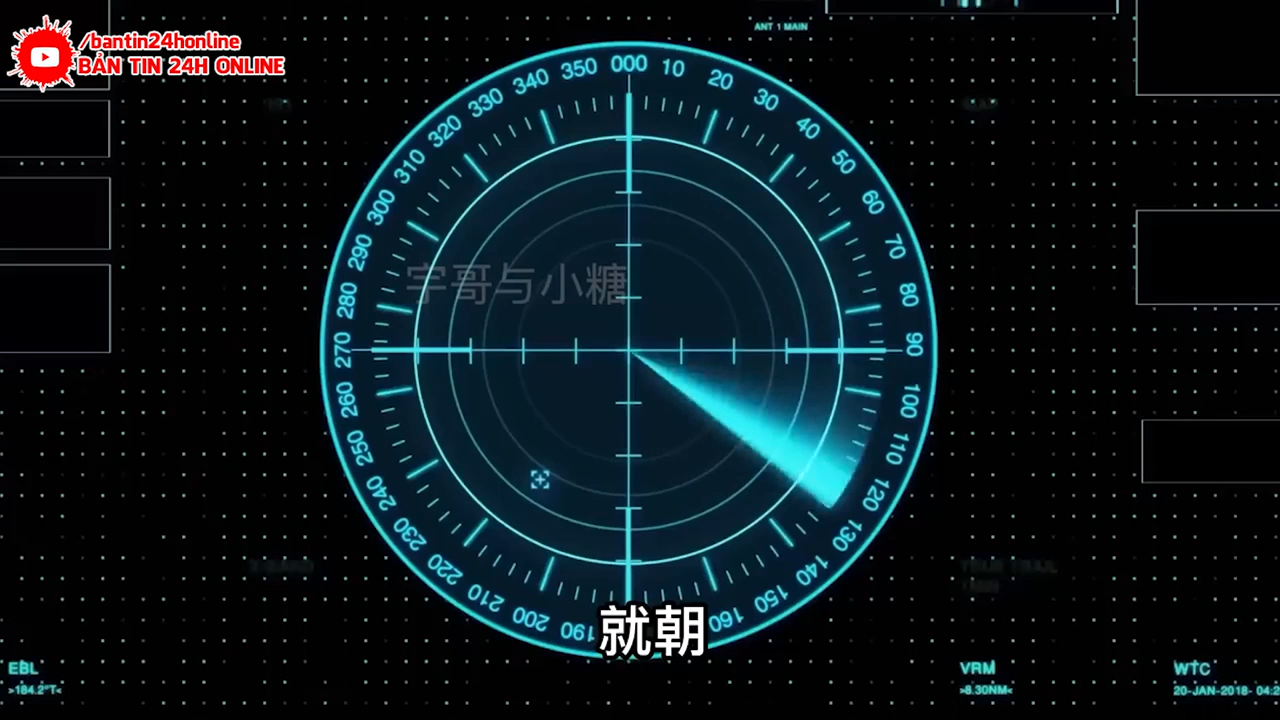 /bantin24honline
BẢN TIN 24H ONLINE
ANT 1 MAIN
000 10 20 30 40 50 60 70 80 90 100 110 120 130 140 150 160 190 200 210 220 230 240 250 260 270 280 290 300 310 320 330 340 350
宇哥与小糖
就朝
EBL
>184.2°T<
VRM
>8.30NM<
WTC
20-JAN-2018- 04:2